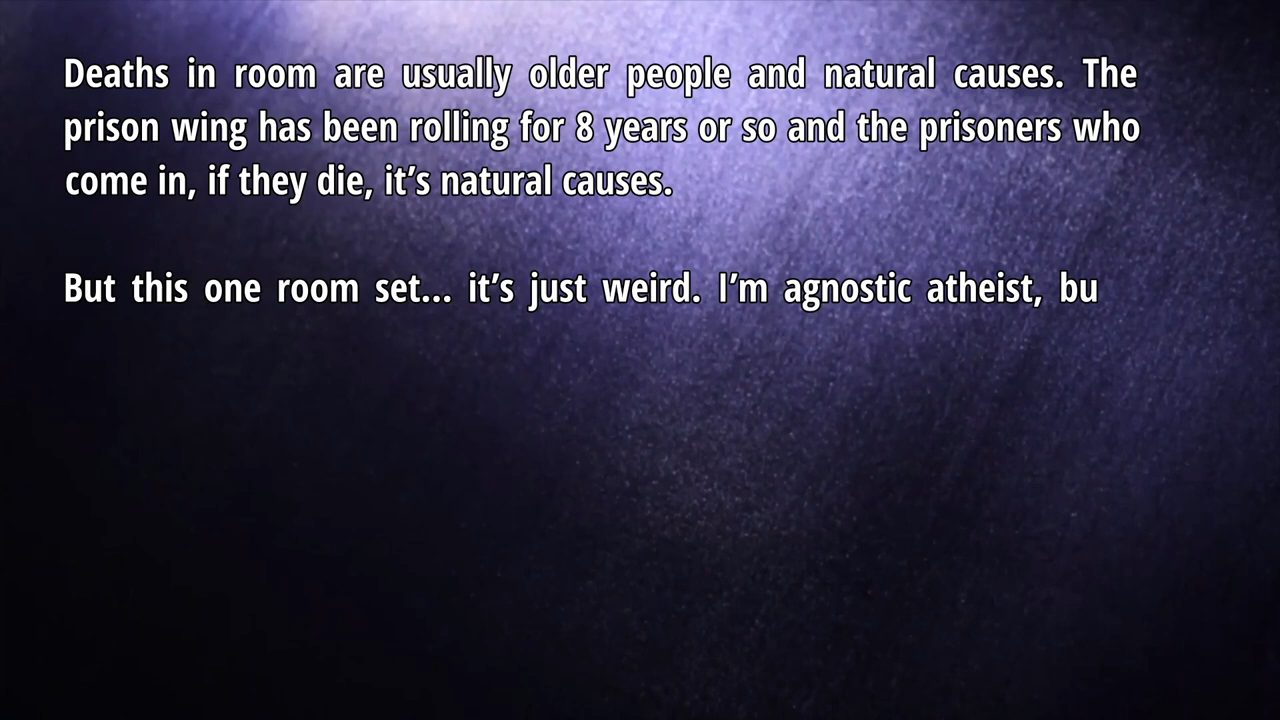 Deaths in room are usually older people and natural causes. The
prison wing has been rolling for 8 years or so and the prisoners who
come in, if they die, it’s natural causes.
But this one room set... it’s just weird. I’m agnostic atheist, bu